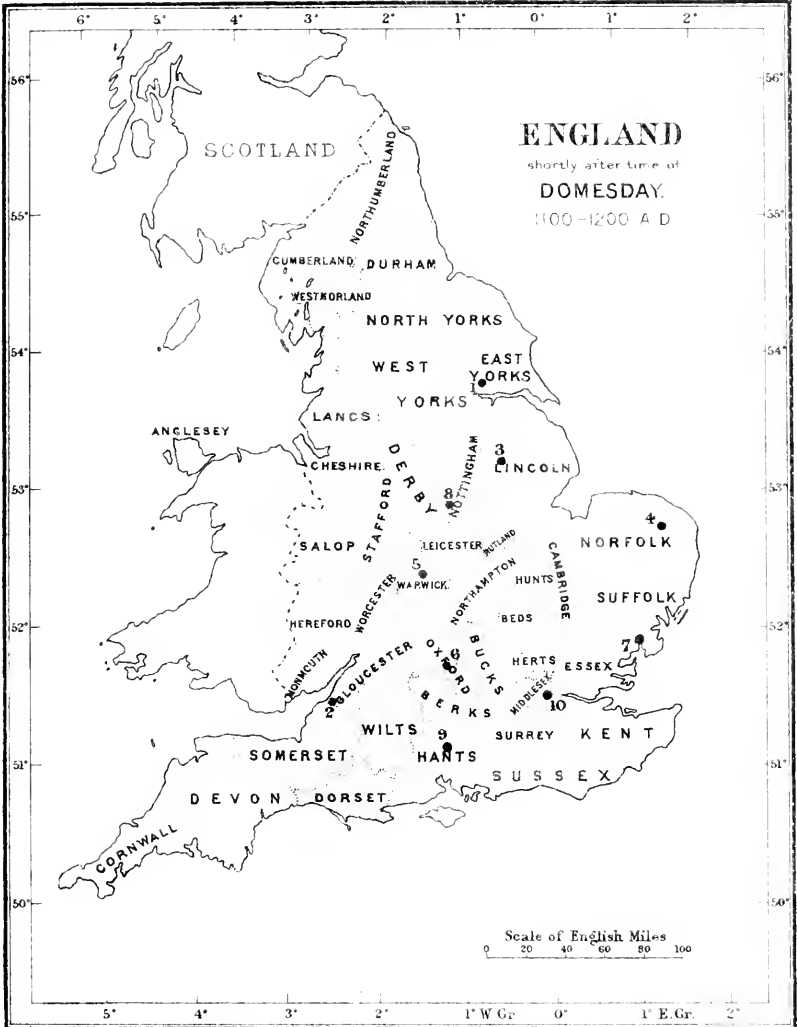 6° 5° 4° 3° 2° 1° 0° 1° 2°
56° 56°
ENGLAND
shortly after time of
DOMESDAY.
1100-1200 A D
SCOTLAND
NORTHUMBERLAND
55° 55°
CUMBERLAND
DURHAM
WESTMORLAND
NORTH YORKS
54° 54°
WEST
YORKS
EAST
YORKS
1
LANCS:
ANGLESEY
CHESHIRE.
DERBY
NOTTINGHAM
3
LINCOLN
53° 53°
8
STAFFORD
4
NORFOLK
SALOP
LEICESTER
RUTLAND
5
WARWICK.
NORTHAMPTON
HUNTS
CAMBRIDGE
SUFFOLK
WORCESTER
HEREFORD
BEDS
52° 52°
7
MONMOUTH
GLOUCESTER
OXFORD
6
BUCKS
HERTS
ESSEX
MIDDLESEX
2
BERKS
10
WILTS
9
HANTS
SURREY
KENT
51° 51°
SOMERSET
SUSSEX
DEVON
DORSET
CORNWALL
50° 50°
Scale of English Miles
0 20 40 60 80 100
5° 4° 3° 2° 1° W Gr 0° 1° E. Gr. 2°